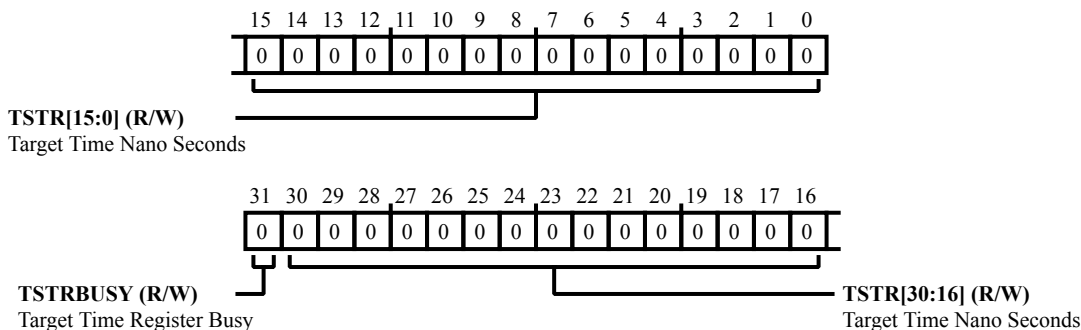 15 14 13 12 11 10 9 8 7 6 5 4 3 2 1 0
0 0 0 0 0 0 0 0 0 0 0 0 0 0 0 0
TSTR[15:0] (R/W)
Target Time Nano Seconds
31 30 29 28 27 26 25 24 23 22 21 20 19 18 17 16
0 0 0 0 0 0 0 0 0 0 0 0 0 0 0 0
TSTRBUSY (R/W)
Target Time Register Busy
TSTR[30:16] (R/W)
Target Time Nano Seconds